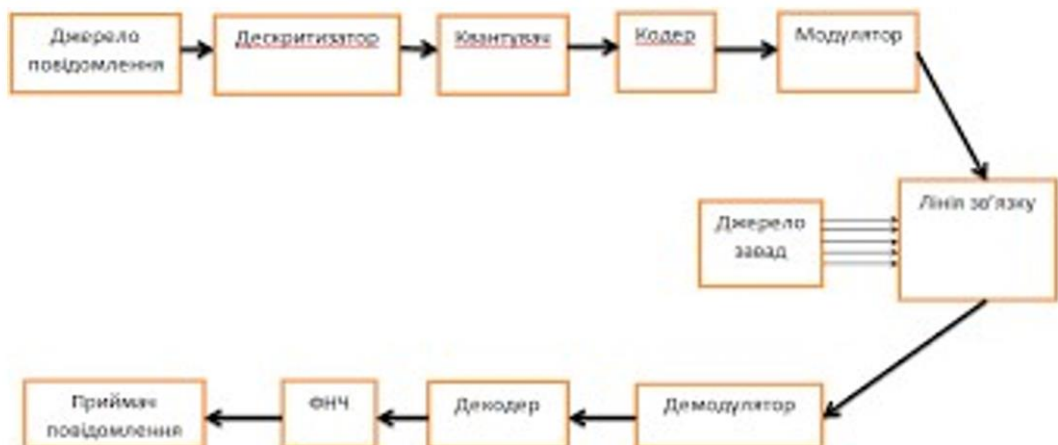 Джерело
повідомлення
Дескритизатор
Квантувач
Кодер
Модулятор
Лінія зв'язку
Джерело
завад
Приймач
повідомлення
ФНЧ
Декодер
Демодулятор